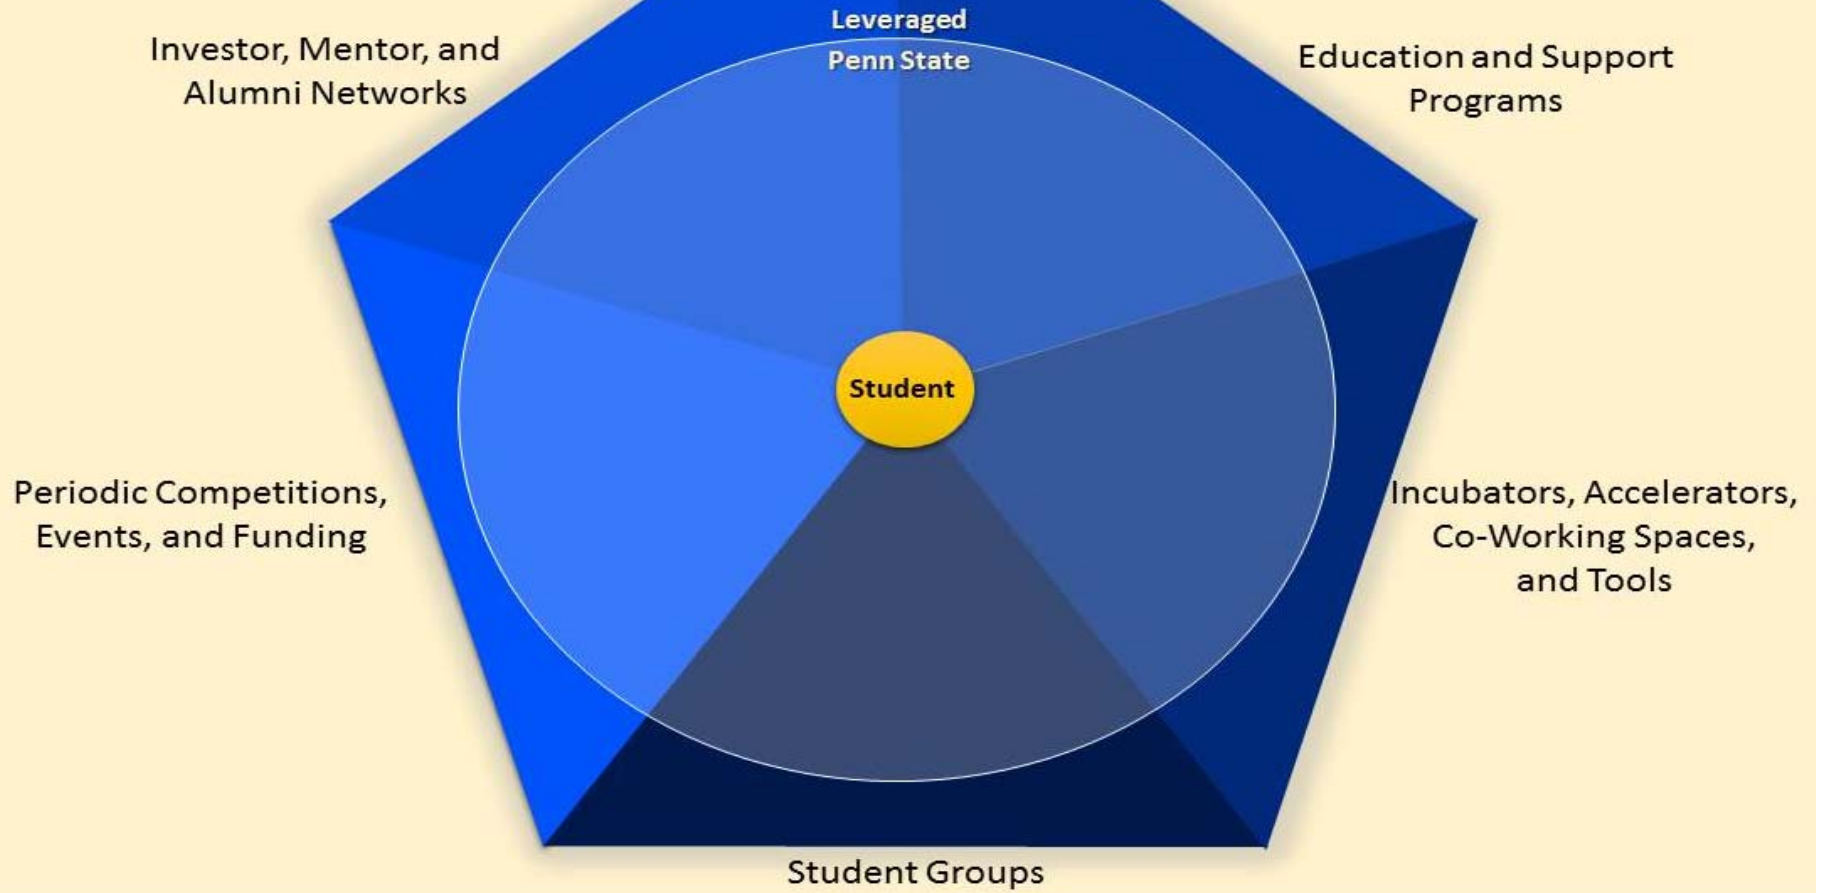 Leveraged
Penn State
Investor, Mentor, and
Alumni Networks
Education and Support
Programs
Student
Periodic Competitions,
Events, and Funding
Incubators, Accelerators,
Co-Working Spaces,
and Tools
Student Groups